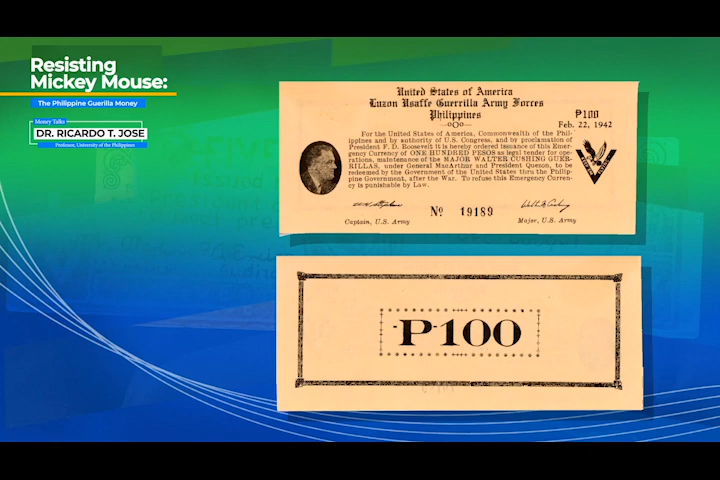 Resisting
Mickey Mouse:
The Philippine Guerilla Money
Money Talks
DR. RICARDO T. JOSE
Professor, University of the Philippines
United States of America
Luzon Usaffe Guerrilla Army Forces
Philippines
₱100
Feb. 22, 1942
For the United States of America, Commonwealth of the Phil-
ippines and by authority of U.S. Congress, and by proclamation of
President F. D. Roosevelt it is hereby ordered issuance of this Emer-
gency Currency of ONE HUNDRED PESOS as legal tender for ope-
rations, maintenance of the MAJOR WALTER CUSHING GUER-
RILLAS, under General MacArthur and President Quezon, to be
redeemed by the Government of the United States thru the Philip-
pine Government, after the War. To refuse this Emergency Curren-
cy is punishable by Law.
Captain, U.S. Army
Nº 19189
Major, U.S. Army
₱100